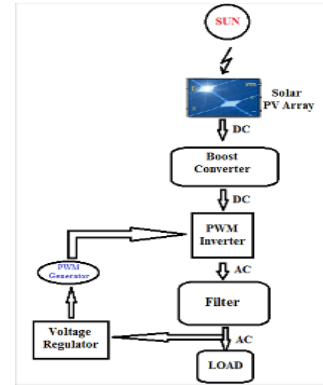 SUN
Solar
PV Array
DC
Boost
Converter
DC
PWM
Inverter
AC
PWM
Generator
Filter
Voltage
Regulator
AC
LOAD